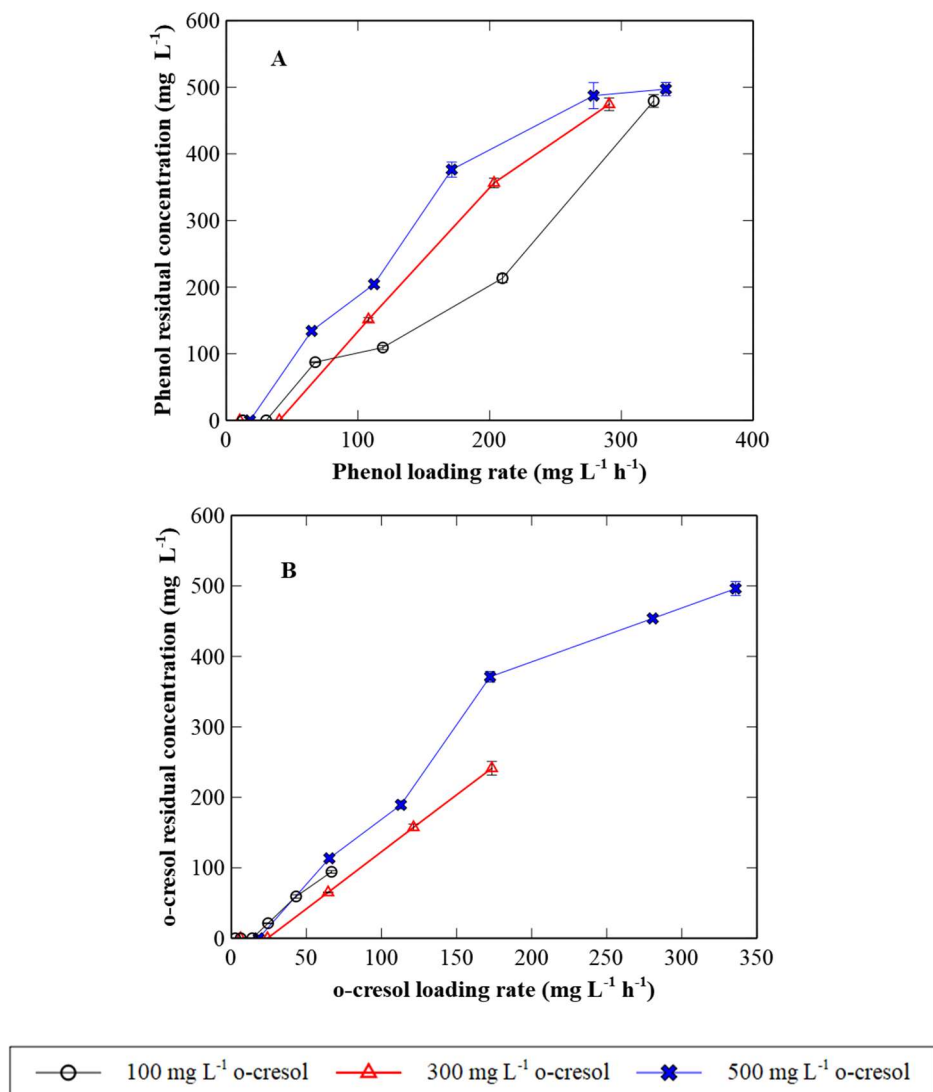 600
500
400
300
200
100
0
Phenol residual concentration (mg L⁻¹)
A
0 100 200 300 400
Phenol loading rate (mg L⁻¹ h⁻¹)
600
500
400
300
200
100
0
o-cresol residual concentration (mg L⁻¹)
B
0 50 100 150 200 250 300 350
o-cresol loading rate (mg L⁻¹ h⁻¹)
100 mg L⁻¹ o-cresol 300 mg L⁻¹ o-cresol 500 mg L⁻¹ o-cresol